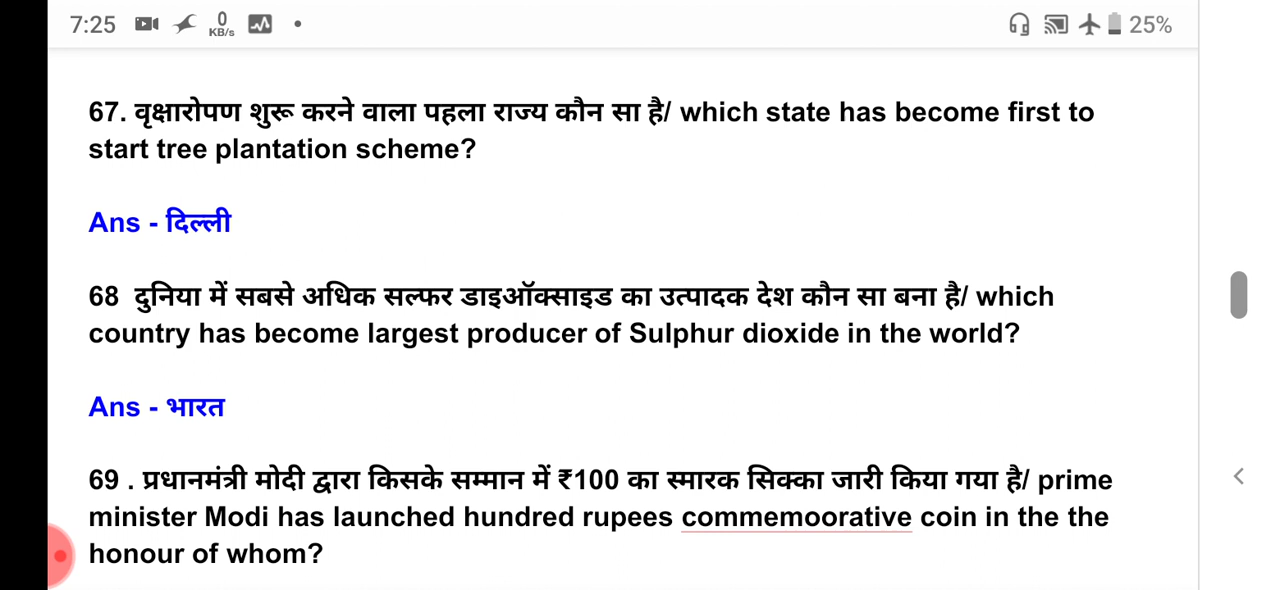 7:25 0 KB/s 25%
67. वृक्षारोपण शुरू करने वाला पहला राज्य कौन सा है/ which state has become first to
start tree plantation scheme?
Ans - दिल्ली
68 दुनिया में सबसे अधिक सल्फर डाइऑक्साइड का उत्पादक देश कौन सा बना है/ which
country has become largest producer of Sulphur dioxide in the world?
Ans - भारत
69 . प्रधानमंत्री मोदी द्वारा किसके सम्मान में ₹100 का स्मारक सिक्का जारी किया गया है/ prime
minister Modi has launched hundred rupees commemoorative coin in the the
honour of whom?